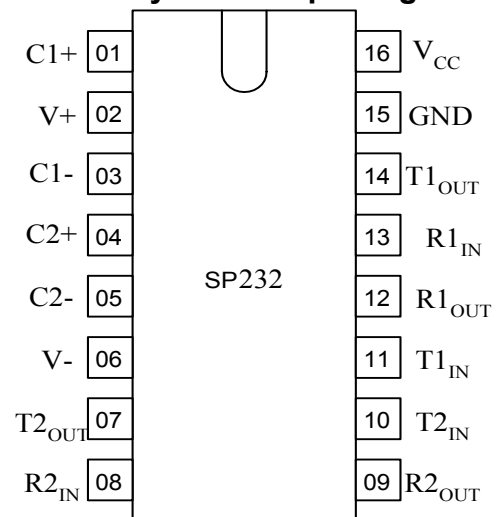 C1+ 01 16 VCC
V+ 02 15 GND
C1- 03 14 T1OUT
C2+ 04 13 R1IN
SP232
C2- 05 12 R1OUT
V- 06 11 T1IN
T2OUT 07 10 T2IN
R2IN 08 09 R2OUT